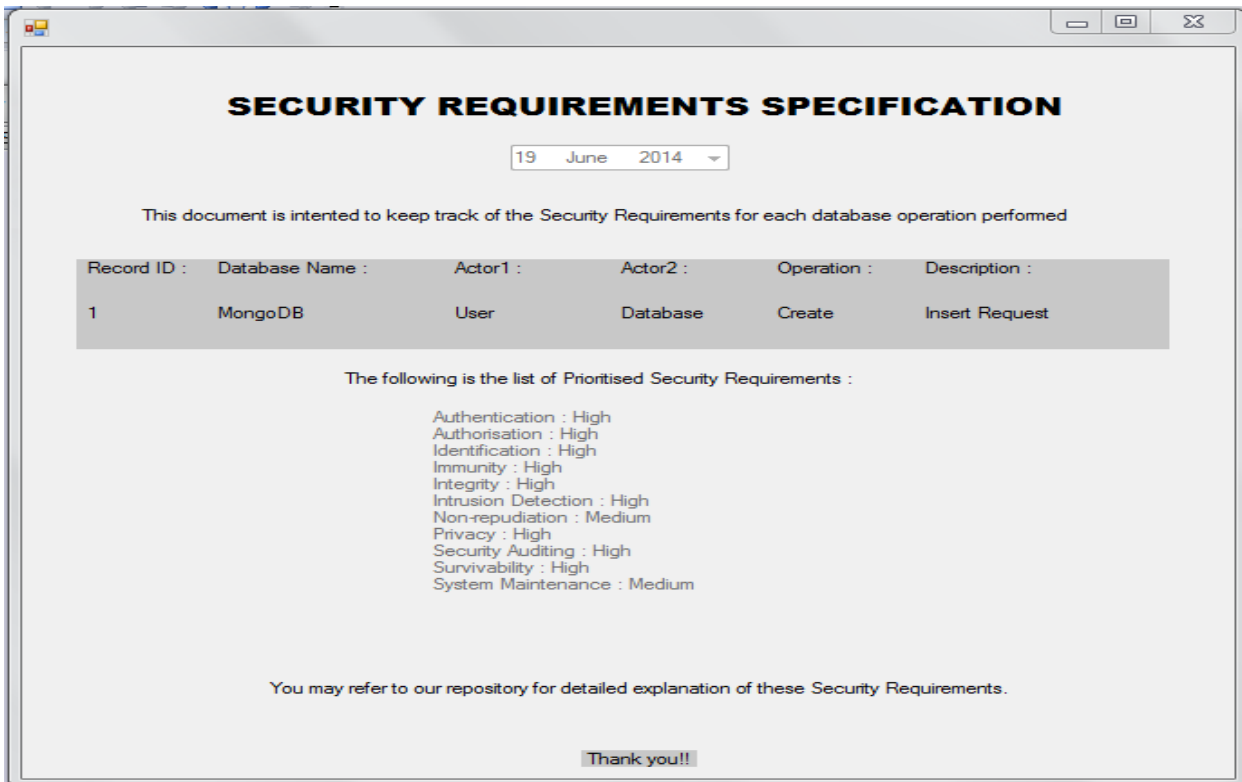 SECURITY REQUIREMENTS SPECIFICATION
19 June 2014
This document is intented to keep track of the Security Requirements for each database operation performed
Record ID : Database Name : Actor1 : Actor2 : Operation : Description :
1 MongoDB User Database Create Insert Request
The following is the list of Prioritised Security Requirements :
Authentication : High
Authorisation : High
Identification : High
Immunity : High
Integrity : High
Intrusion Detection : High
Non-repudiation : Medium
Privacy : High
Security Auditing : High
Survivability : High
System Maintenance : Medium
You may refer to our repository for detailed explanation of these Security Requirements.
Thank you!!